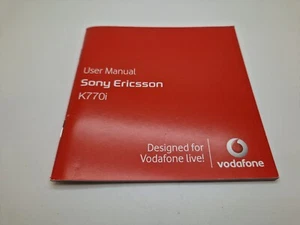 User Manual
Sony Ericsson
K770i
Designed for
Vodafone live!
vodafone